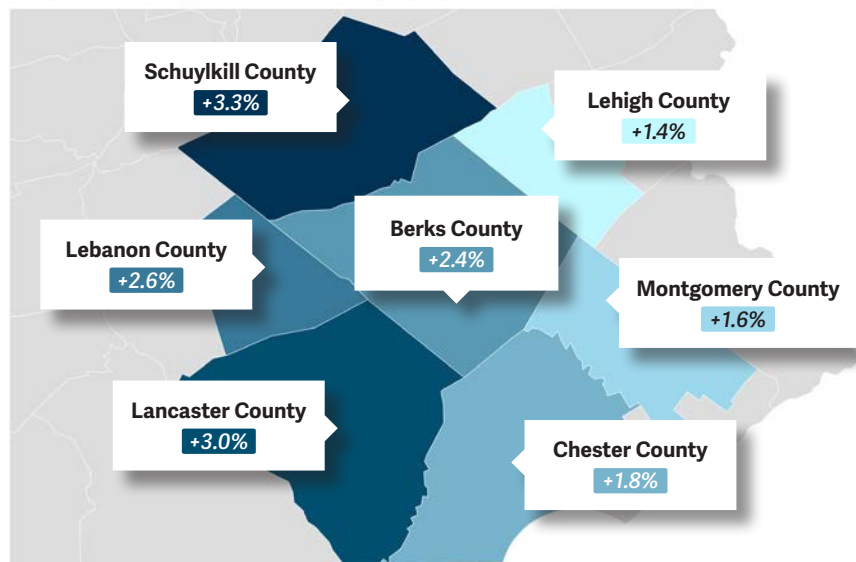 Schuylkill County
+3.3%
Lehigh County
+1.4%
Berks County
+2.4%
Lebanon County
+2.6%
Montgomery County
+1.6%
Lancaster County
+3.0%
Chester County
+1.8%